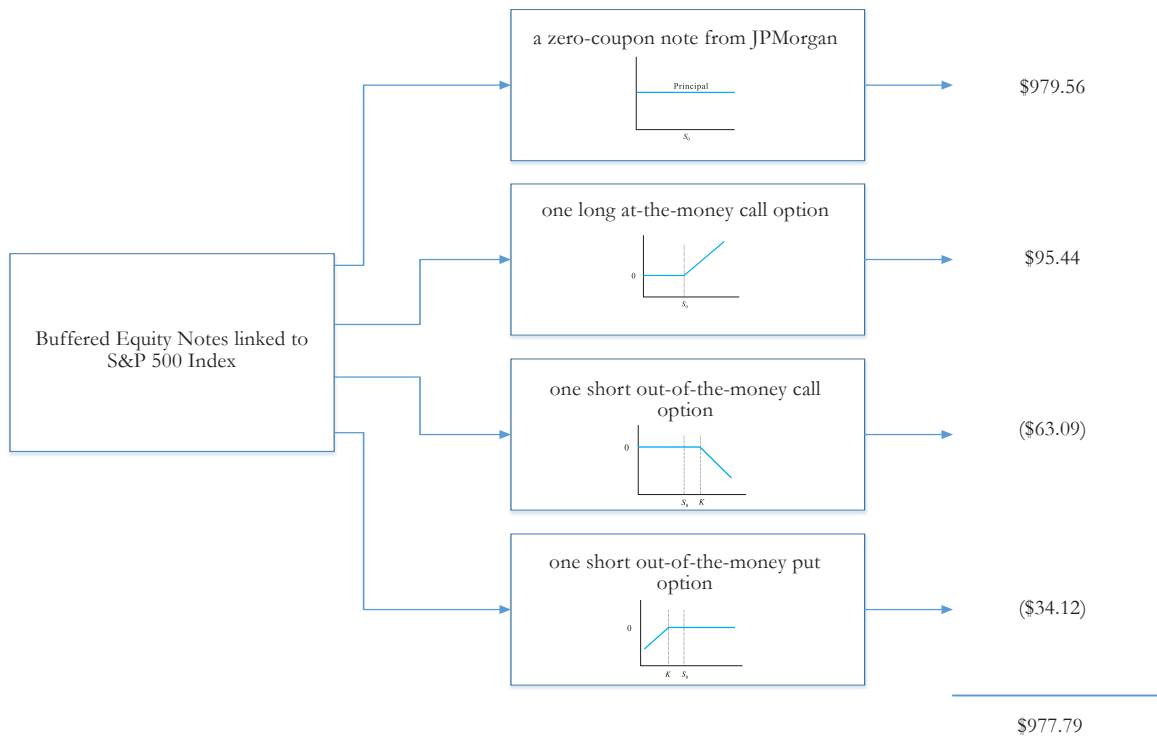 a zero-coupon note from JPMorgan
Principal
S₀
$979.56
one long at-the-money call option
0
S₀
$95.44
Buffered Equity Notes linked to
S&P 500 Index
one short out-of-the-money call
option
0
S₀ K
($63.09)
one short out-of-the-money put
option
0
K S₀
($34.12)
$977.79